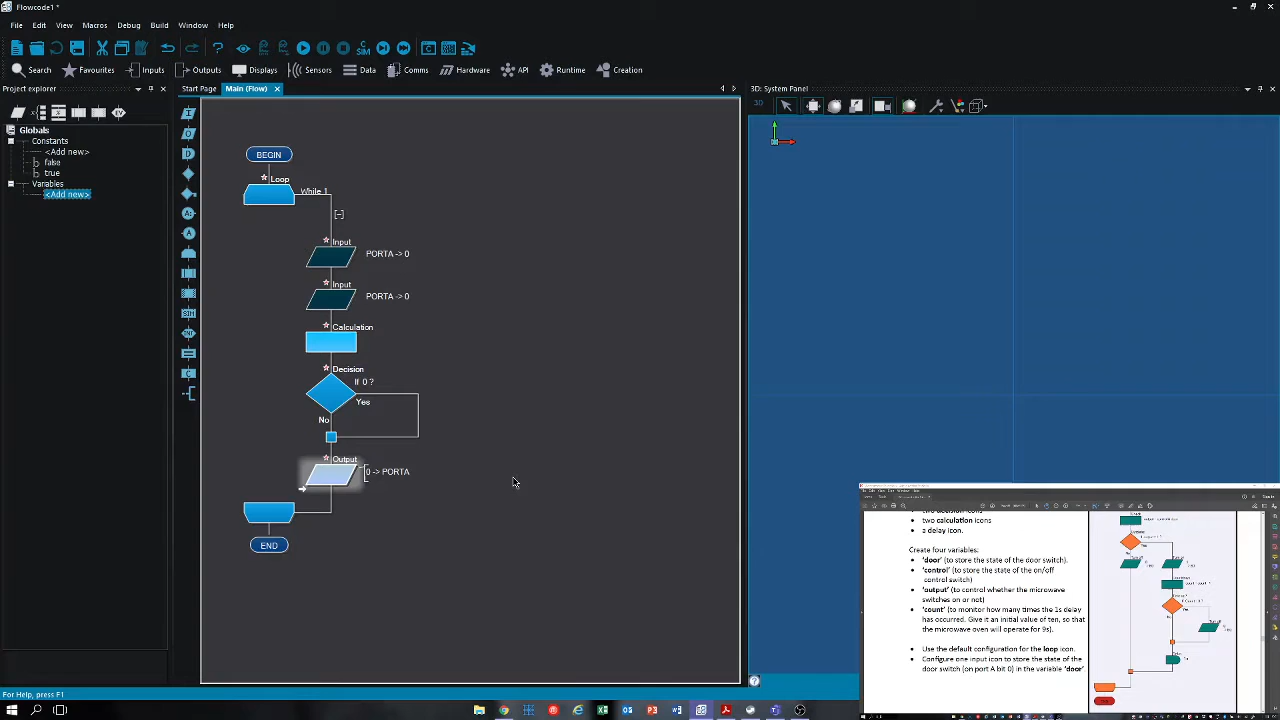 Flowcode1 *
File Edit View Macros Debug Build Window Help
Search Favourites Inputs Outputs Displays Sensors Data Comms Hardware API Runtime Creation
Project explorer
Start Page Main (Flow)
3D: System Panel
3D
Globals
Constants
<Add new>
false
true
Variables
<Add new>
BEGIN
Loop
While 1
Input
PORTA -> 0
Input
PORTA -> 0
Calculation
Decision
If 0 ?
Yes
No
Output
0 -> PORTA
END
two calculation icons
a delay icon.
Create four variables:
'door' (to store the state of the door switch).
'control' (to store the state of the on/off
control switch)
'output' (to control whether the microwave
switches on or not)
'count' (to monitor how many times the 1s delay
has occurred. Give it an initial value of ten, so that
the microwave oven will operate for 9s).
Use the default configuration for the loop icon.
Configure one input icon to store the state of the
door switch (on port A bit 0) in the variable 'door'.
For Help, press F1